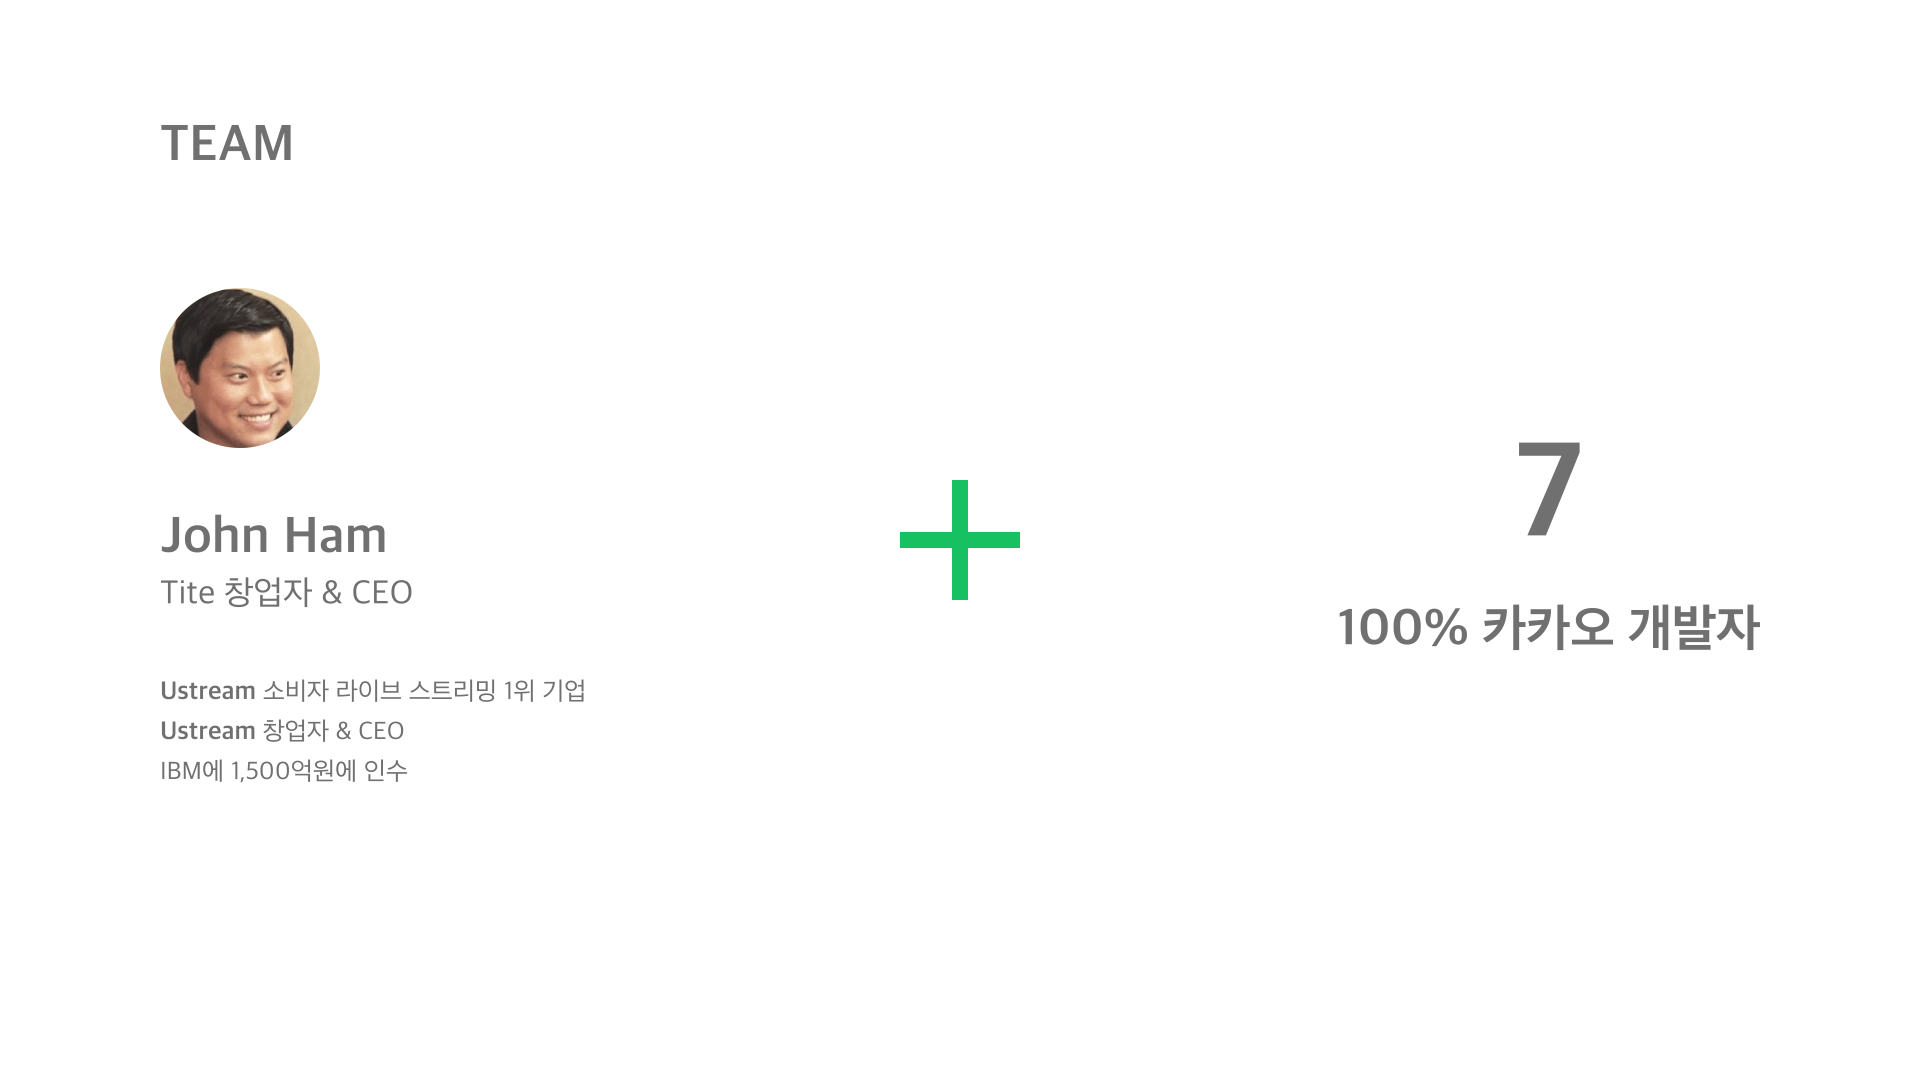 TEAM
John Ham
Tite 창업자 & CEO
Ustream 소비자 라이브 스트리밍 1위 기업
Ustream 창업자 & CEO
IBM에 1,500억원에 인수
7
100% 카카오 개발자